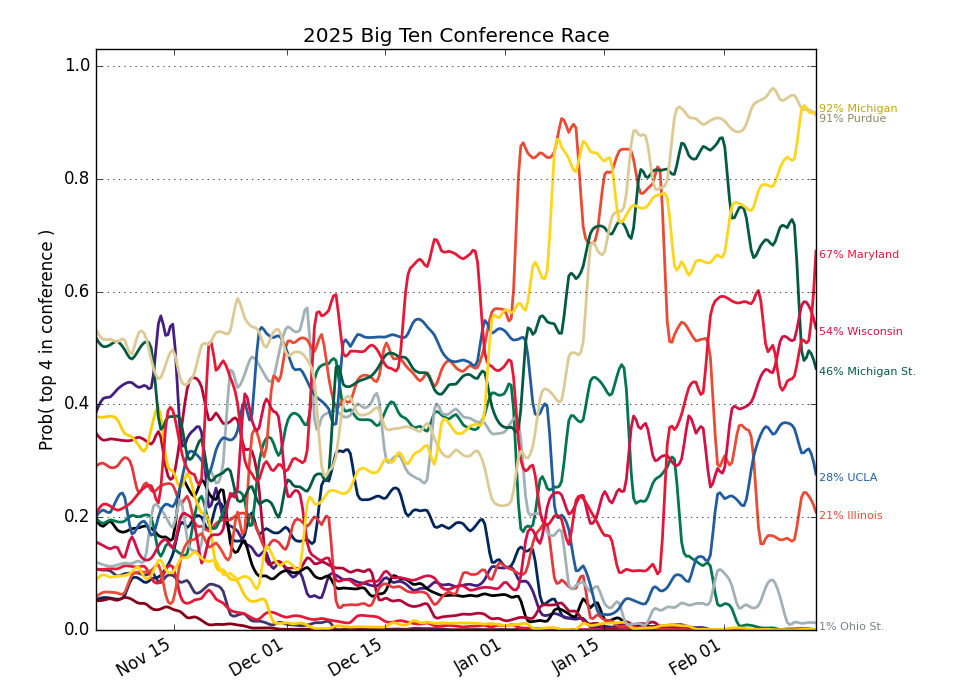 2025 Big Ten Conference Race
1.0
0.8
0.6
0.4
0.2
0.0
Prob( top 4 in conference )
92% Michigan
91% Purdue
67% Maryland
54% Wisconsin
46% Michigan St.
28% UCLA
21% Illinois
1% Ohio St.
Nov 15
Dec 01
Dec 15
Jan 01
Jan 15
Feb 01